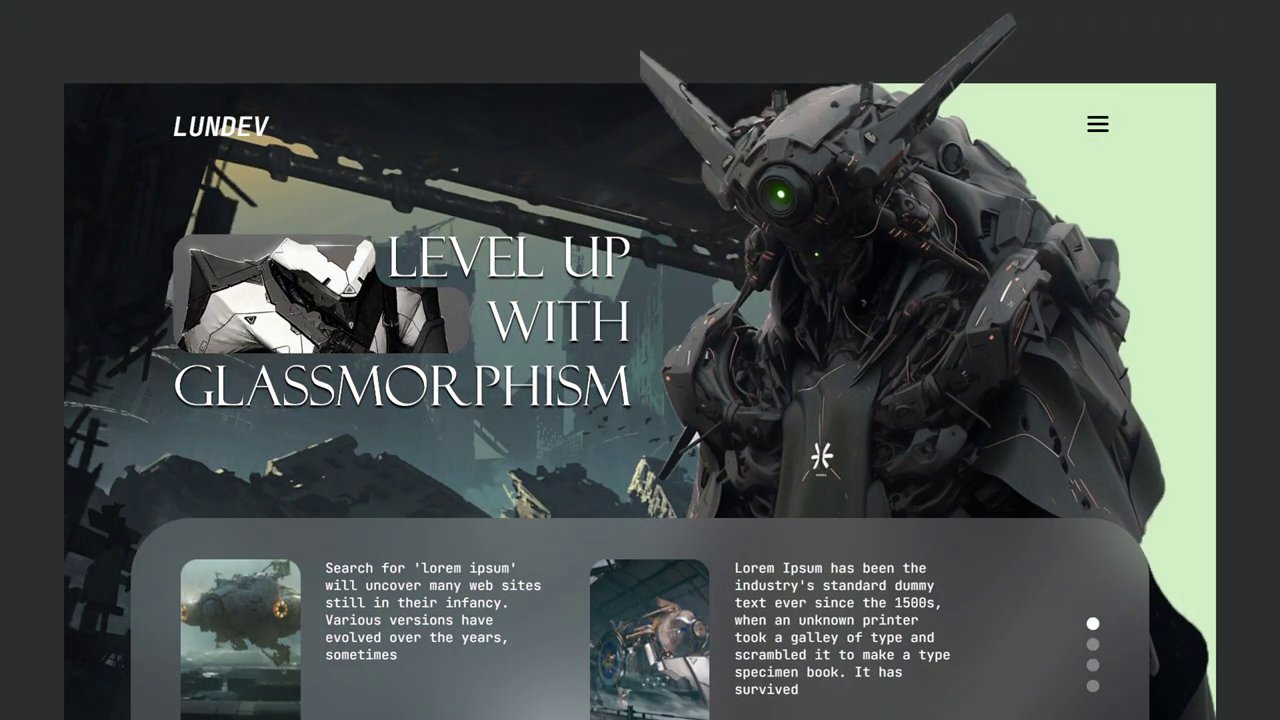 LUNDEV
LEVEL UP
WITH
GLASSMORPHISM
Search for 'lorem ipsum'
will uncover many web sites
still in their infancy.
Various versions have
evolved over the years,
sometimes
Lorem Ipsum has been the
industry's standard dummy
text ever since the 1500s,
when an unknown printer
took a galley of type and
scrambled it to make a type
specimen book. It has
survived